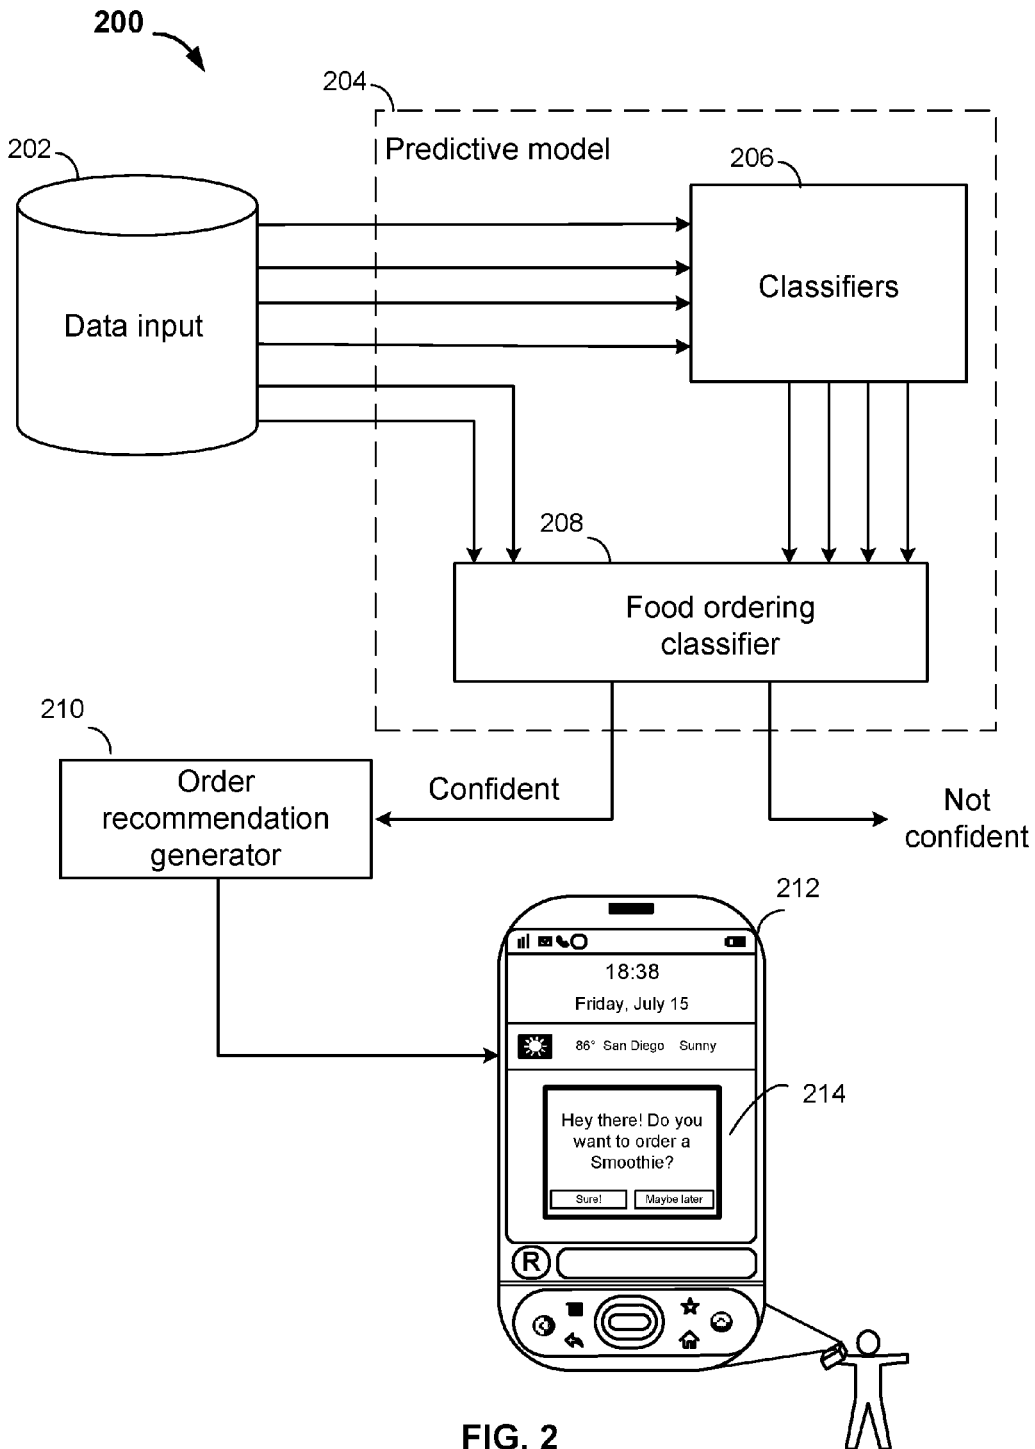 200
204
202
Predictive model
206
Classifiers
Data input
208
Food ordering
classifier
210
Order
recommendation
generator
Confident
Not
confident
212
18:38
Friday, July 15
86° San Diego Sunny
214
Hey there! Do you
want to order a
Smoothie?
Sure! Maybe later
R
FIG. 2